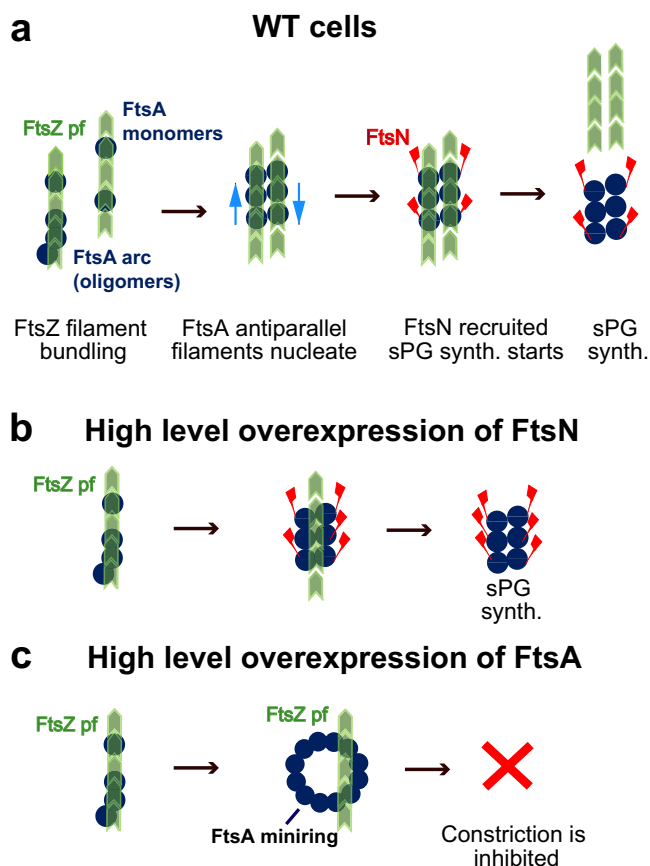 a
WT cells
FtsZ pf
FtsA
monomers
FtsA arc
(oligomers)
FtsN
FtsZ filament
bundling
FtsA antiparallel
filaments nucleate
FtsN recruited
sPG synth. starts
sPG
synth.
b
High level overexpression of FtsN
FtsZ pf
sPG
synth.
c
High level overexpression of FtsA
FtsZ pf
FtsZ pf
FtsA miniring
Constriction is
inhibited